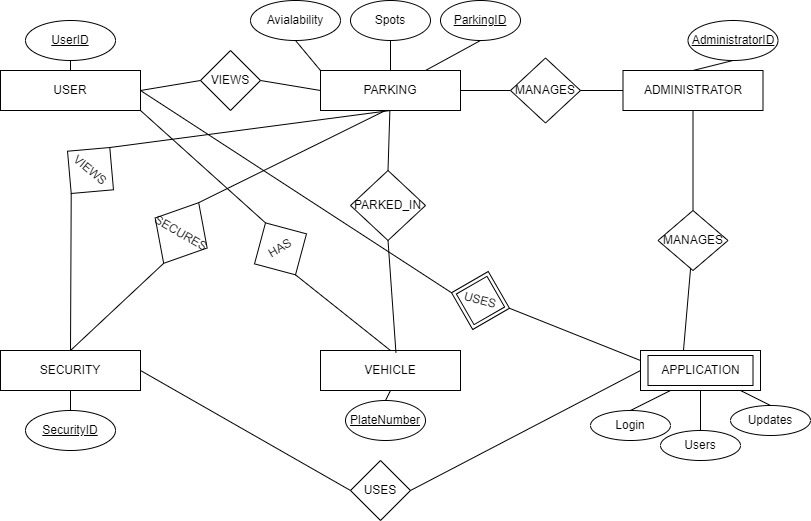 Avialability
Spots
ParkingID
UserID
AdministratorID
USER
VIEWS
PARKING
MANAGES
ADMINISTRATOR
VIEWS
SECURES
HAS
PARKED_IN
MANAGES
USES
SECURITY
VEHICLE
APPLICATION
SecurityID
PlateNumber
Login
Users
Updates
USES